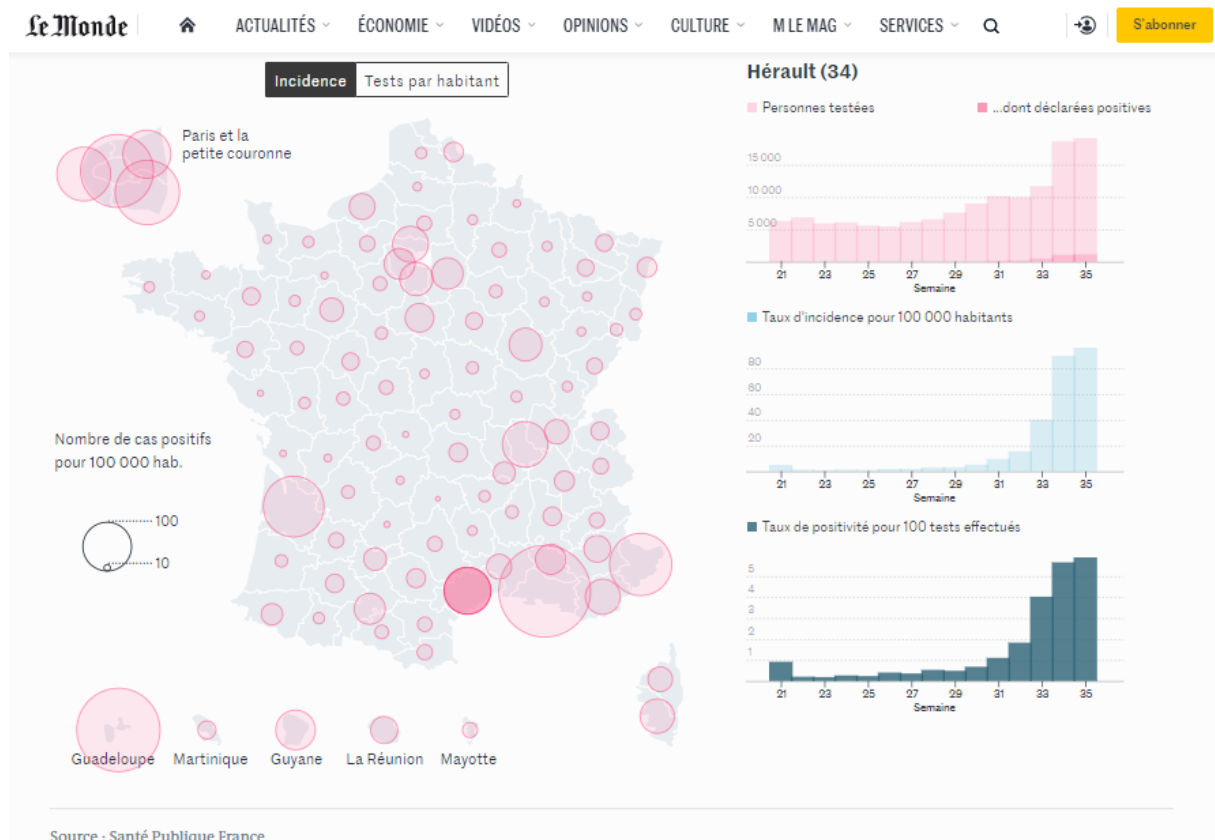 Le Monde
ACTUALITÉS
ÉCONOMIE
VIDÉOS
OPINIONS
CULTURE
M LE MAG
SERVICES
S'abonner
Incidence
Tests par habitant
Paris et la
petite couronne
Nombre de cas positifs
pour 100 000 hab.
100
10
Guadeloupe
Martinique
Guyane
La Réunion
Mayotte
Hérault (34)
Personnes testées
...dont déclarées positives
15 000
10 000
5 000
21 23 25 27 29 31 33 35
Semaine
Taux d'incidence pour 100 000 habitants
80
60
40
20
21 23 25 27 29 31 33 35
Semaine
Taux de positivité pour 100 tests effectués
5
4
3
2
1
21 23 25 27 29 31 33 35
Semaine
Source : Santé Publique France